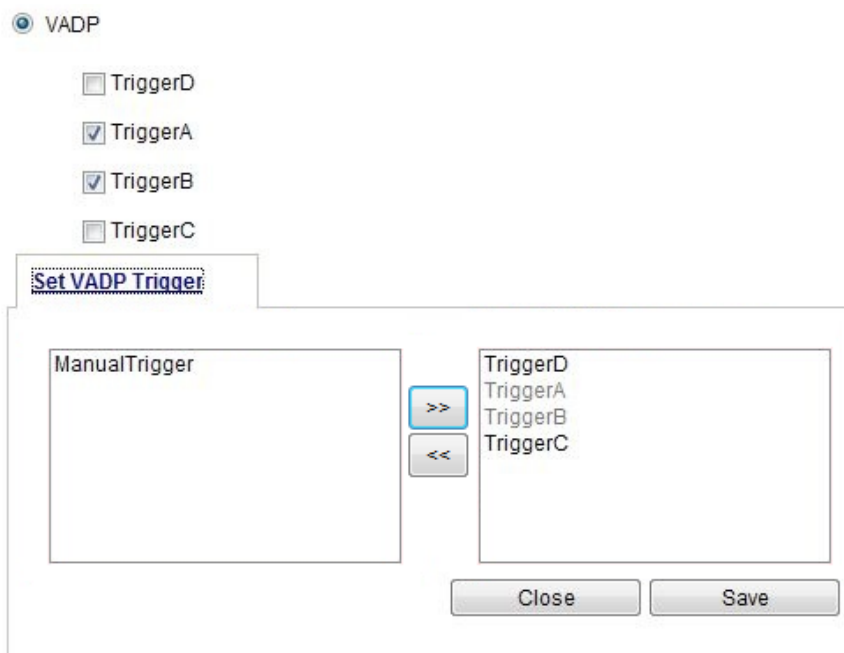 VADP
TriggerD
TriggerA
TriggerB
TriggerC
Set VADP Trigger
ManualTrigger
>>
<<
TriggerD
TriggerA
TriggerB
TriggerC
Close
Save